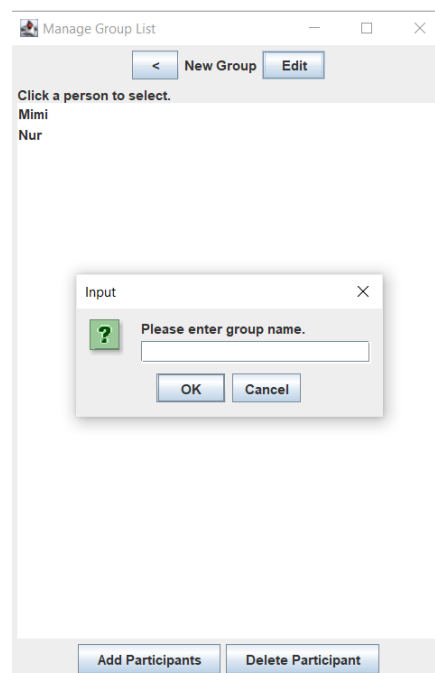 Manage Group List
< New Group Edit
Click a person to select.
Mimi
Nur
Input
?
Please enter group name.
OK Cancel
Add Participants Delete Participant